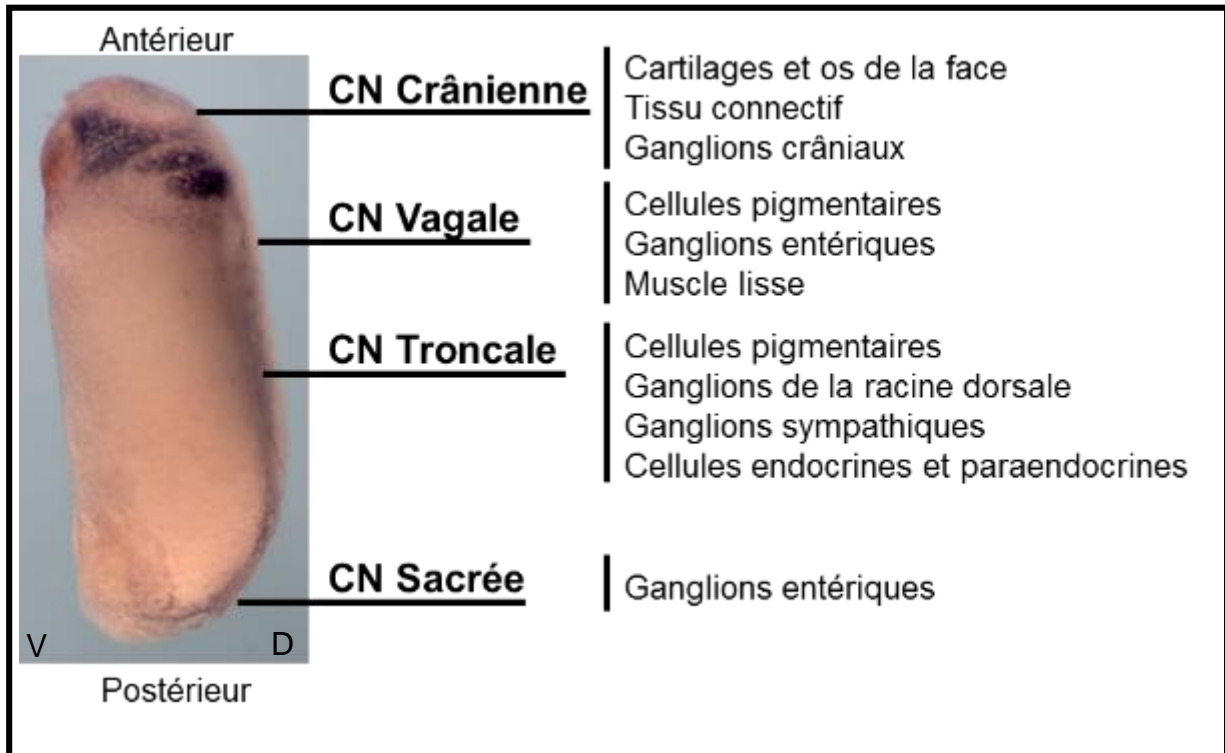 Antérieur
CN Crânienne
Cartilages et os de la face
Tissu connectif
Ganglions crâniaux
CN Vagale
Cellules pigmentaires
Ganglions entériques
Muscle lisse
CN Troncale
Cellules pigmentaires
Ganglions de la racine dorsale
Ganglions sympathiques
Cellules endocrines et paraendocrines
CN Sacrée
Ganglions entériques
V D
Postérieur